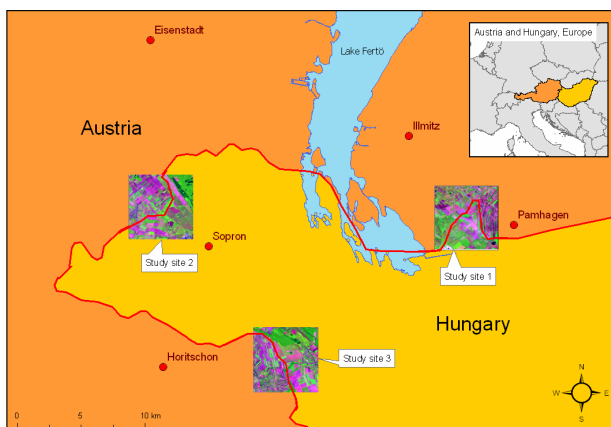 Eisenstadt
Lake Fertö
Austria and Hungary, Europe
Austria
Illmitz
Pamhagen
Sopron
Study site 2
Study site 1
Hungary
Study site 3
Horitschon
N
W E
S
0 5 10 km